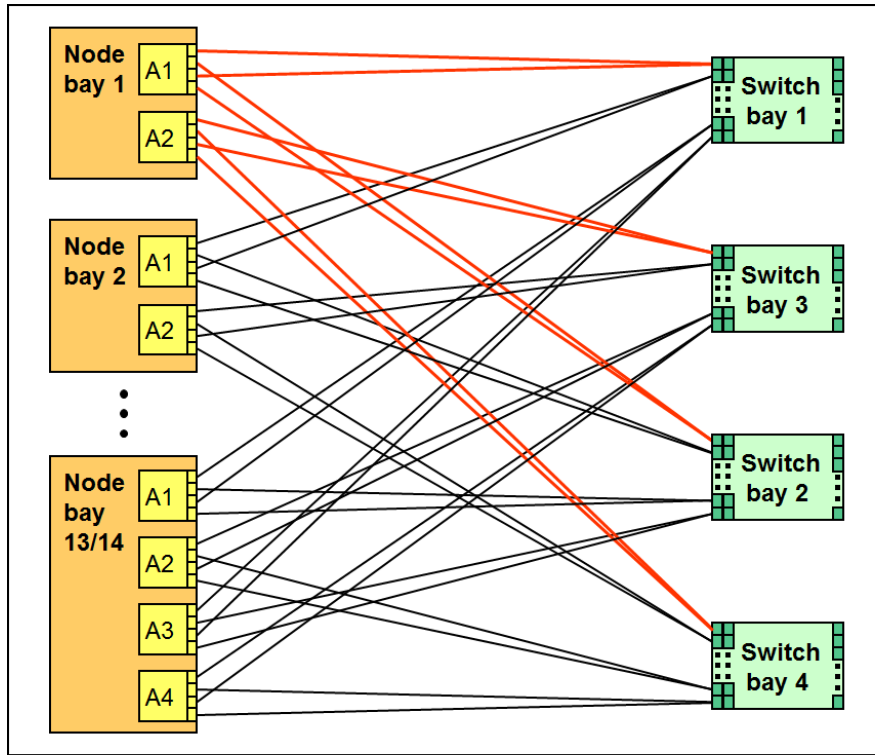 Node
bay 1
A1
A2
Node
bay 2
A1
A2
Node
bay
13/14
A1
A2
A3
A4
Switch
bay 1
Switch
bay 3
Switch
bay 2
Switch
bay 4